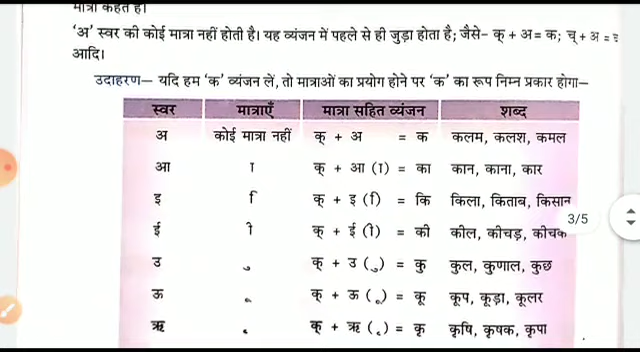 मात्रा कहते हैं।
‘अ’ स्वर की कोई मात्रा नहीं होती है। यह व्यंजन में पहले से ही जुड़ा होता है; जैसे– क् + अ = क; च् + अ =
आदि।
उदाहरण— यदि हम ‘क’ व्यंजन लें, तो मात्राओं का प्रयोग होने पर ‘क’ का रूप निम्न प्रकार होगा—
स्वर मात्राएँ मात्रा सहित व्यंजन शब्द
अ कोई मात्रा नहीं क् + अ = क कलम, कलश, कमल
आ ा क् + आ (ा) = का कान, काना, कार
इ ि क् + इ (ि) = कि किला, किताब, किसान
3/5
ई ी क् + ई (ी) = की कील, कीचड़, कीचक
उ ु क् + उ (ु) = कु कुल, कुणाल, कुछ
ऊ ू क् + ऊ (ू) = कू कूप, कूड़ा, कूलर
ऋ ृ क् + ऋ (ृ) = कृ कृषि, कृषक, कृपा